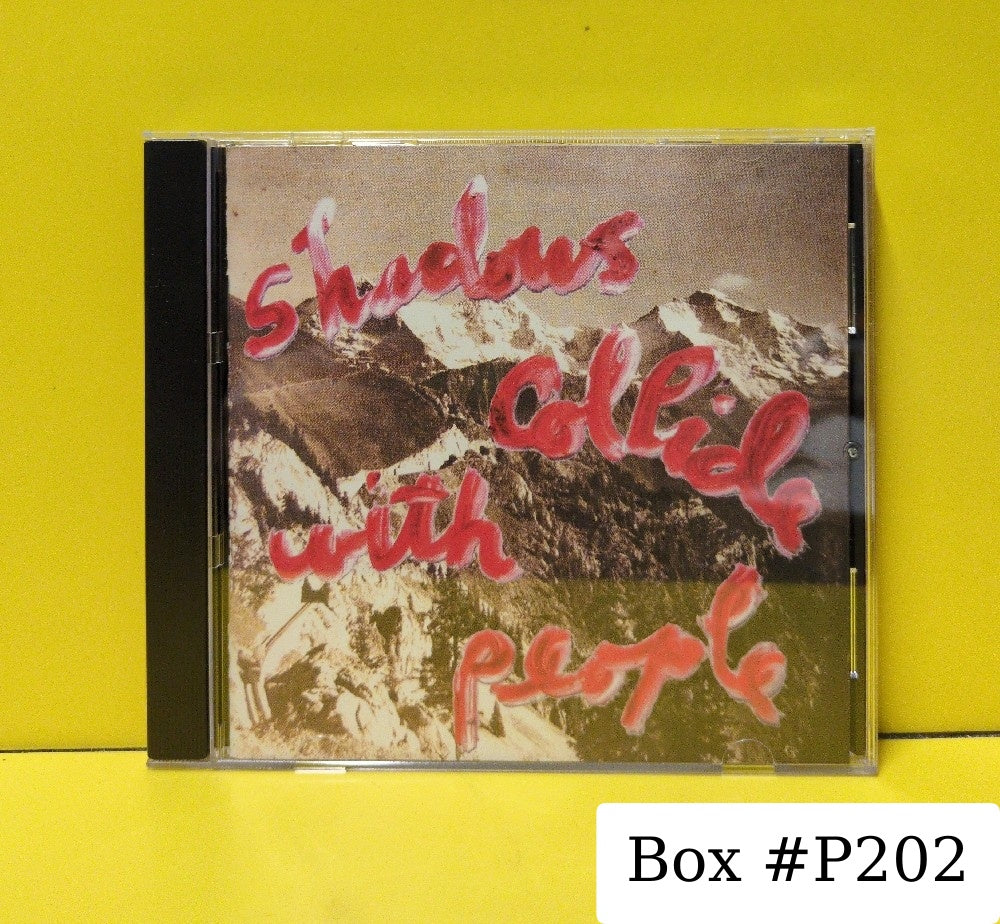 Shadows
Collide
with
people
Box #P202